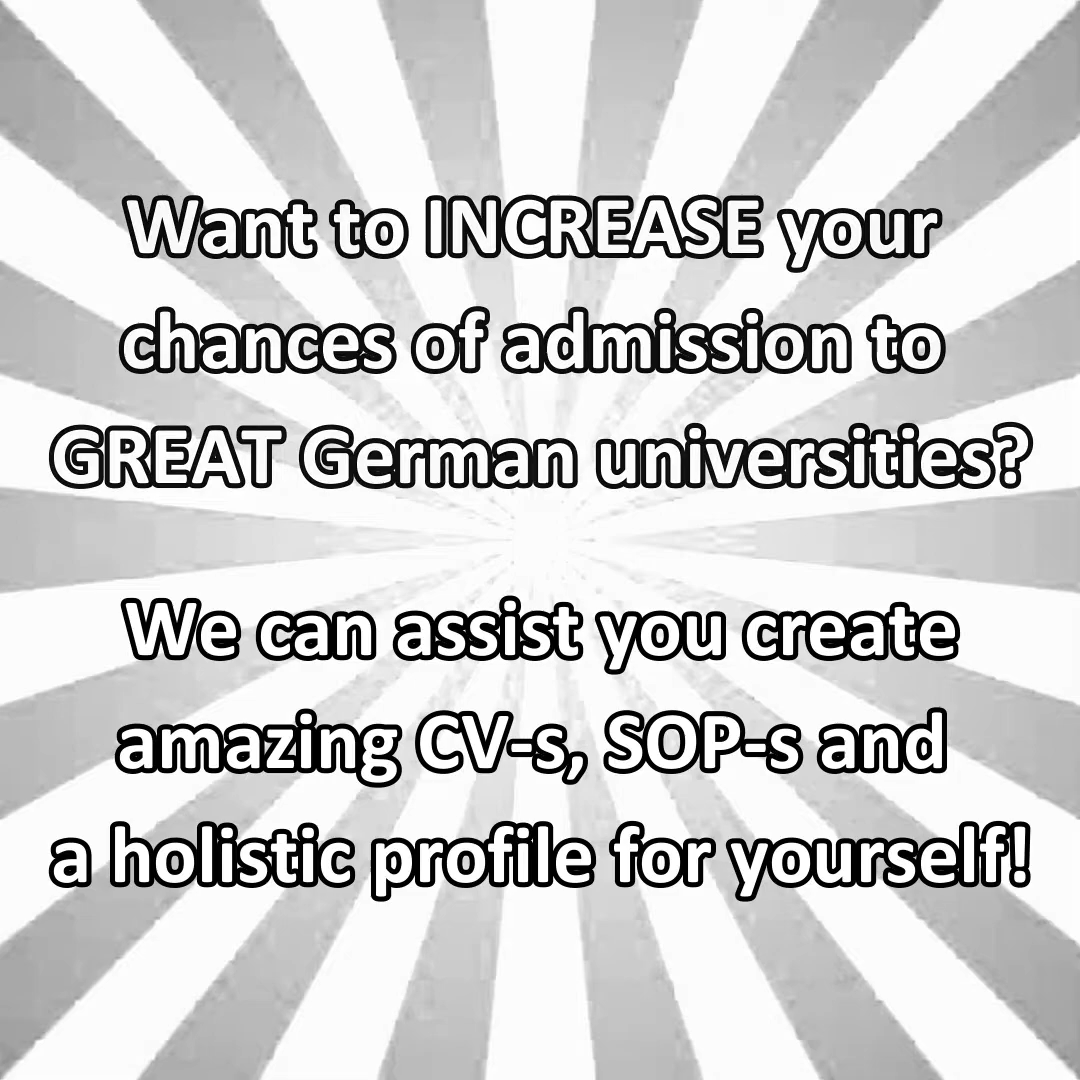 Want to INCREASE your
chances of admission to
GREAT German universities?
We can assist you create
amazing CV-s, SOP-s and
a holistic profile for yourself!